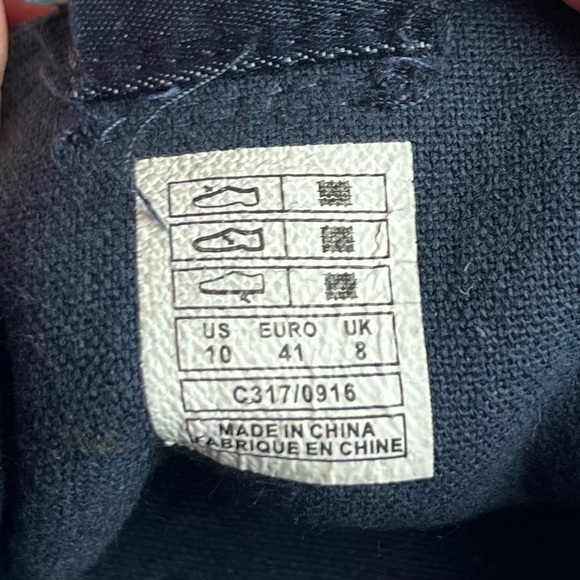 US EURO UK
10 41 8
C317/0916
MADE IN CHINA
FABRIQUE EN CHINE